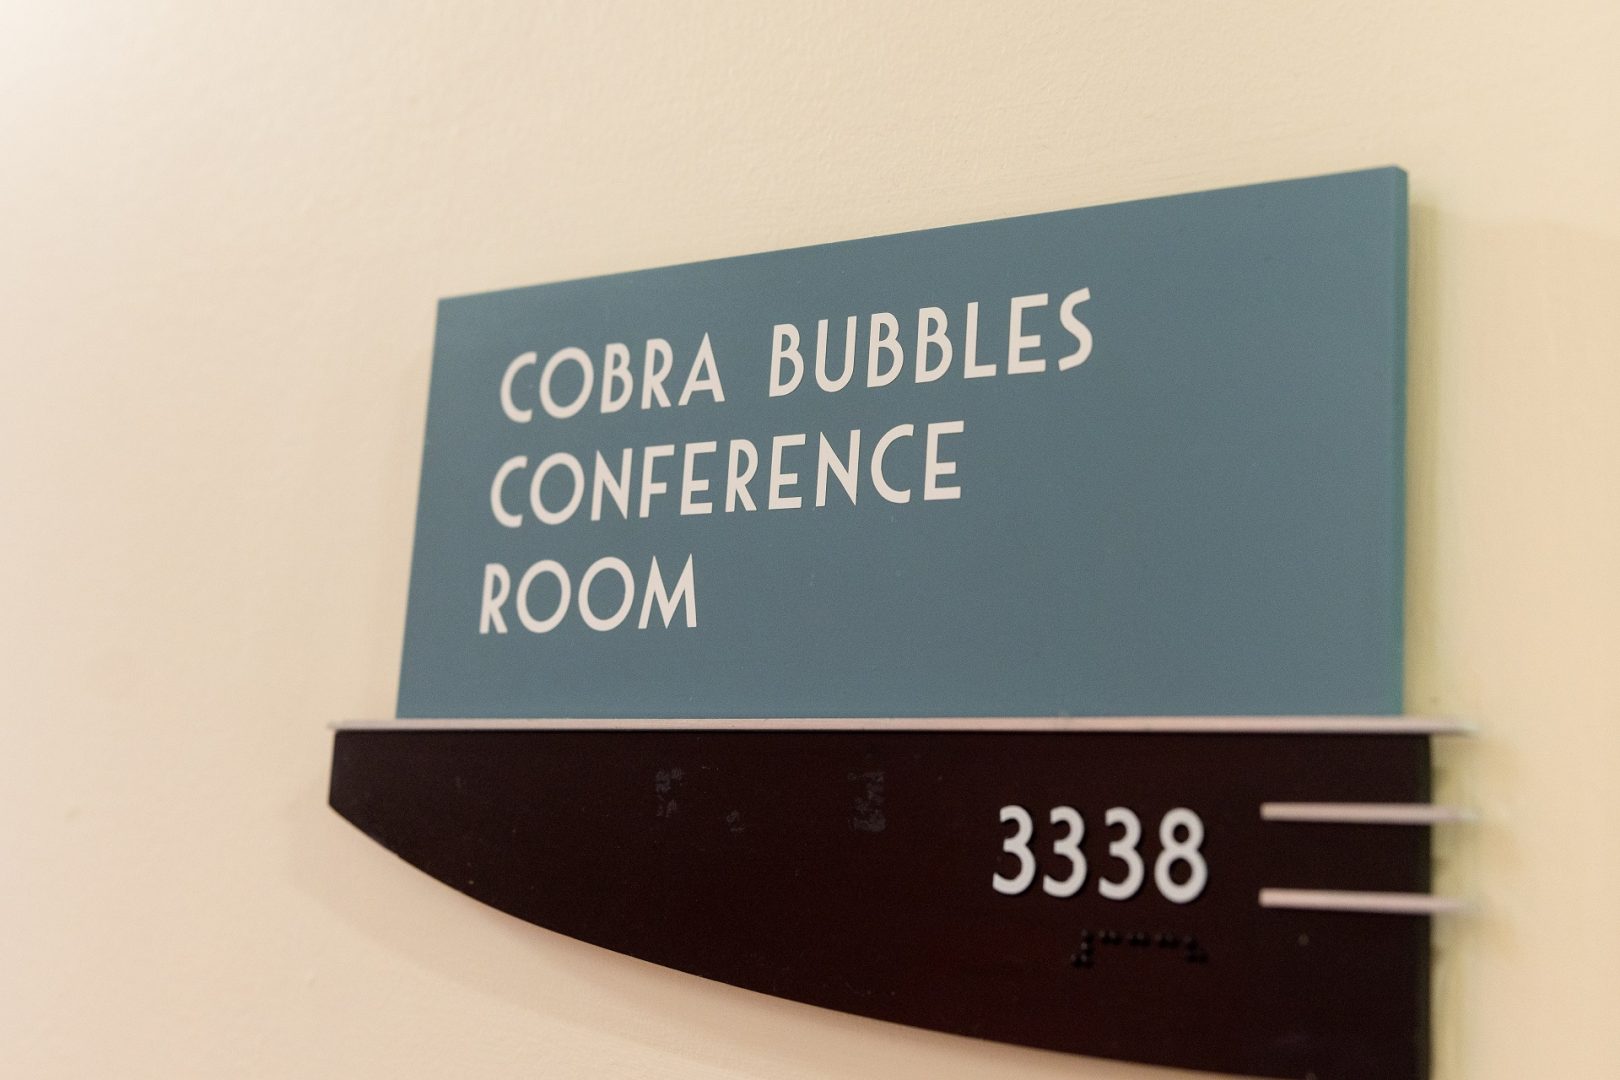 COBRA BUBBLES
CONFERENCE
ROOM
3338